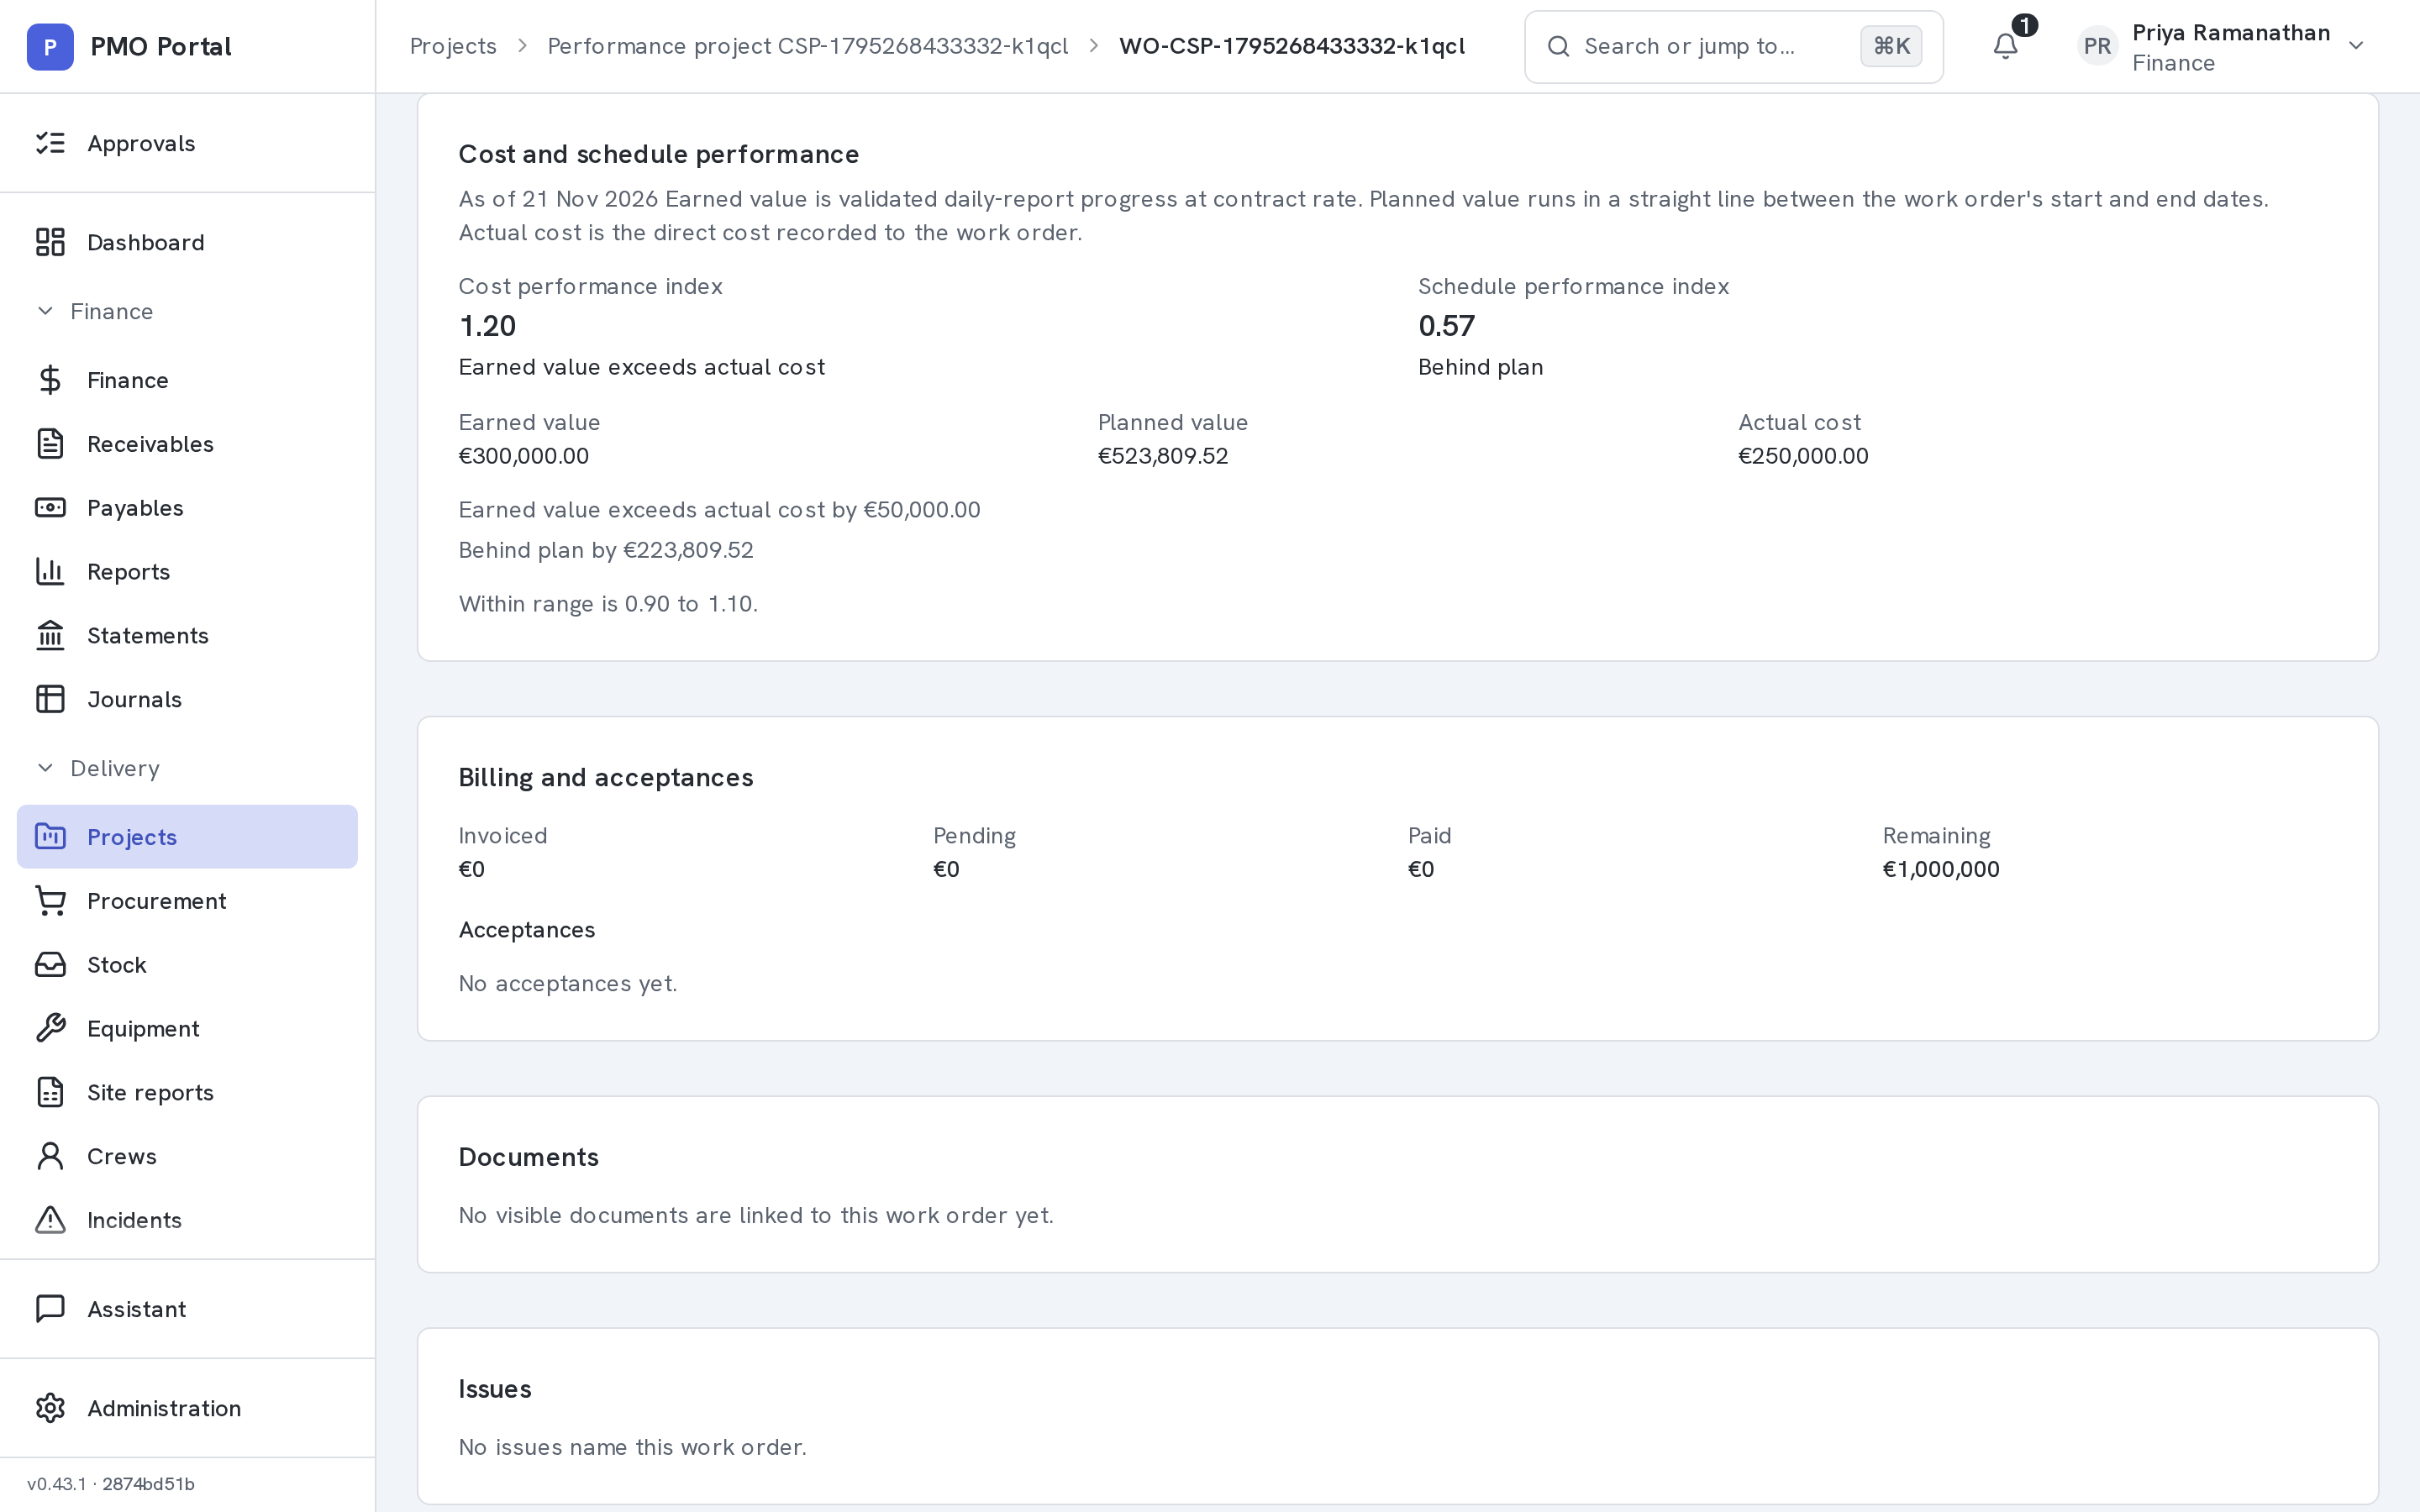 P
PMO Portal
Projects
Performance project CSP-1795268433332-k1qcl
WO-CSP-1795268433332-k1qcl
Search or jump to...
⌘K
1
PR
Priya Ramanathan
Finance
Approvals
Dashboard
Finance
Finance
Receivables
Payables
Reports
Statements
Journals
Delivery
Projects
Procurement
Stock
Equipment
Site reports
Crews
Incidents
Assistant
Administration
v0.43.1 · 2874bd51b
Cost and schedule performance
As of 21 Nov 2026 Earned value is validated daily-report progress at contract rate. Planned value runs in a straight line between the work order's start and end dates.
Actual cost is the direct cost recorded to the work order.
Cost performance index
1.20
Earned value exceeds actual cost
Schedule performance index
0.57
Behind plan
Earned value
€300,000.00
Planned value
€523,809.52
Actual cost
€250,000.00
Earned value exceeds actual cost by €50,000.00
Behind plan by €223,809.52
Within range is 0.90 to 1.10.
Billing and acceptances
Invoiced
€0
Pending
€0
Paid
€0
Remaining
€1,000,000
Acceptances
No acceptances yet.
Documents
No visible documents are linked to this work order yet.
Issues
No issues name this work order.